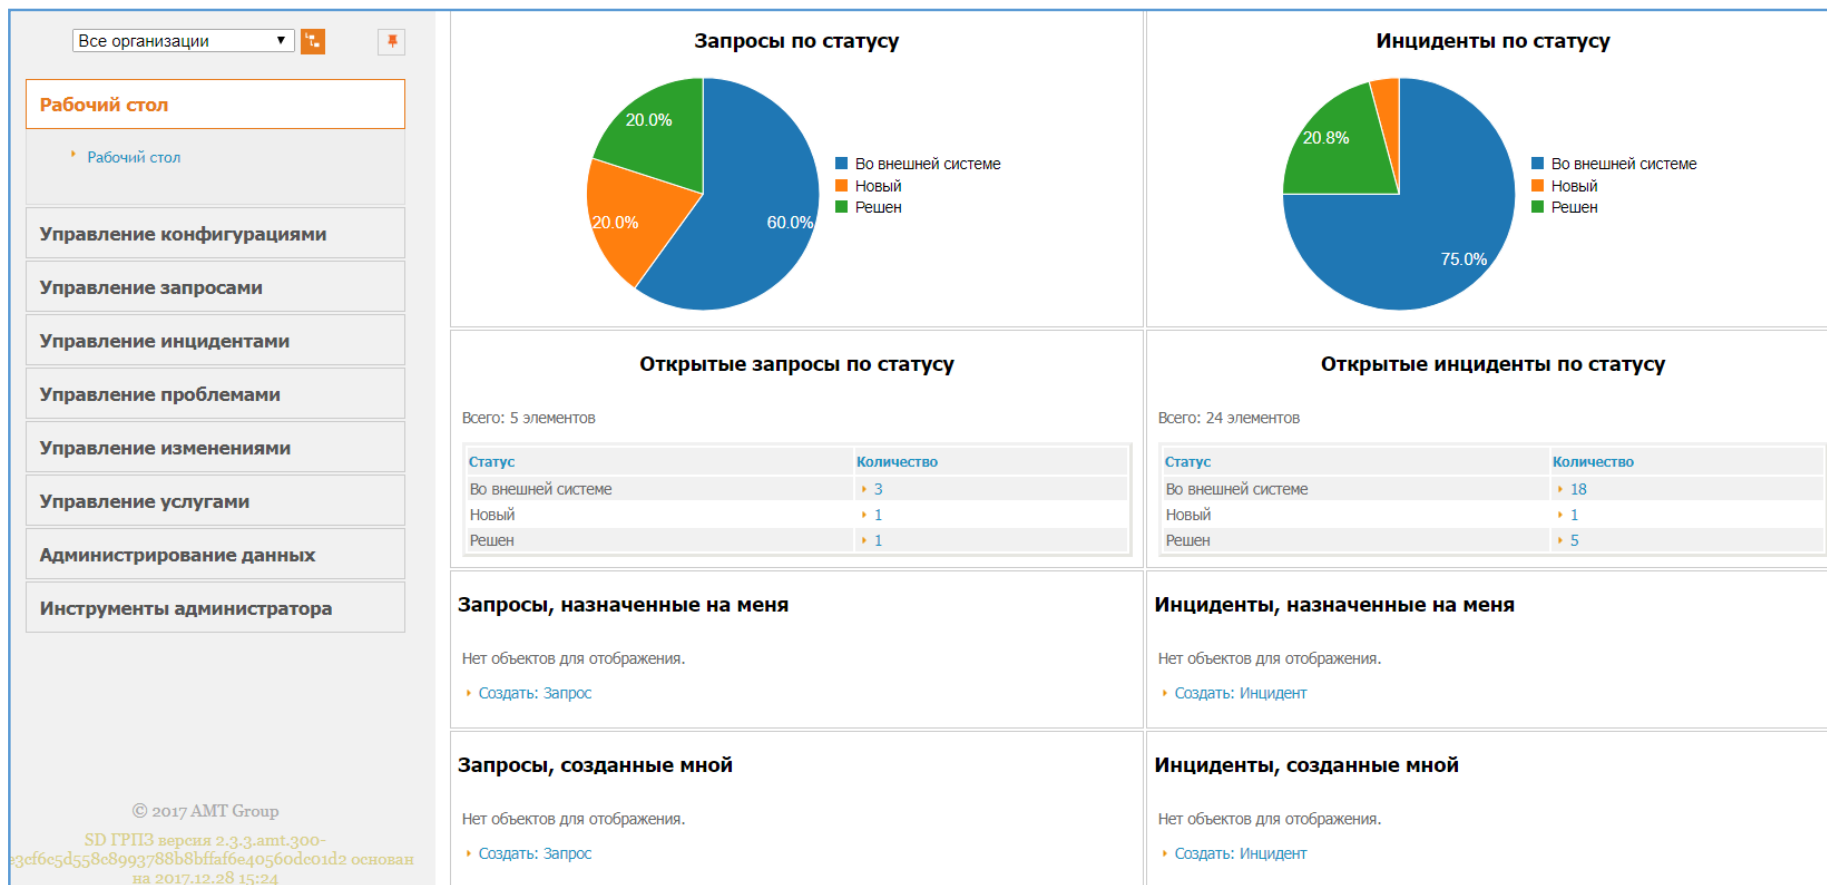 Все организации
Рабочий стол
Рабочий стол
Управление конфигурациями
Управление запросами
Управление инцидентами
Управление проблемами
Управление изменениями
Управление услугами
Администрирование данных
Инструменты администратора
© 2017 AMT Group
SD ГРПЗ версия 2.3.3.amt.300-
e3cf6c5d558c8993788b8bffaf6e40560dc01d2 основан
на 2017.12.28 15:24
Запросы по статусу
20.0%
20.0%
60.0%
Во внешней системе
Новый
Решен
Инциденты по статусу
20.8%
75.0%
Во внешней системе
Новый
Решен
Открытые запросы по статусу
Всего: 5 элементов
Статус Количество
Во внешней системе 3
Новый 1
Решен 1
Открытые инциденты по статусу
Всего: 24 элементов
Статус Количество
Во внешней системе 18
Новый 1
Решен 5
Запросы, назначенные на меня
Нет объектов для отображения.
Создать: Запрос
Инциденты, назначенные на меня
Нет объектов для отображения.
Создать: Инцидент
Запросы, созданные мной
Нет объектов для отображения.
Создать: Запрос
Инциденты, созданные мной
Нет объектов для отображения.
Создать: Инцидент